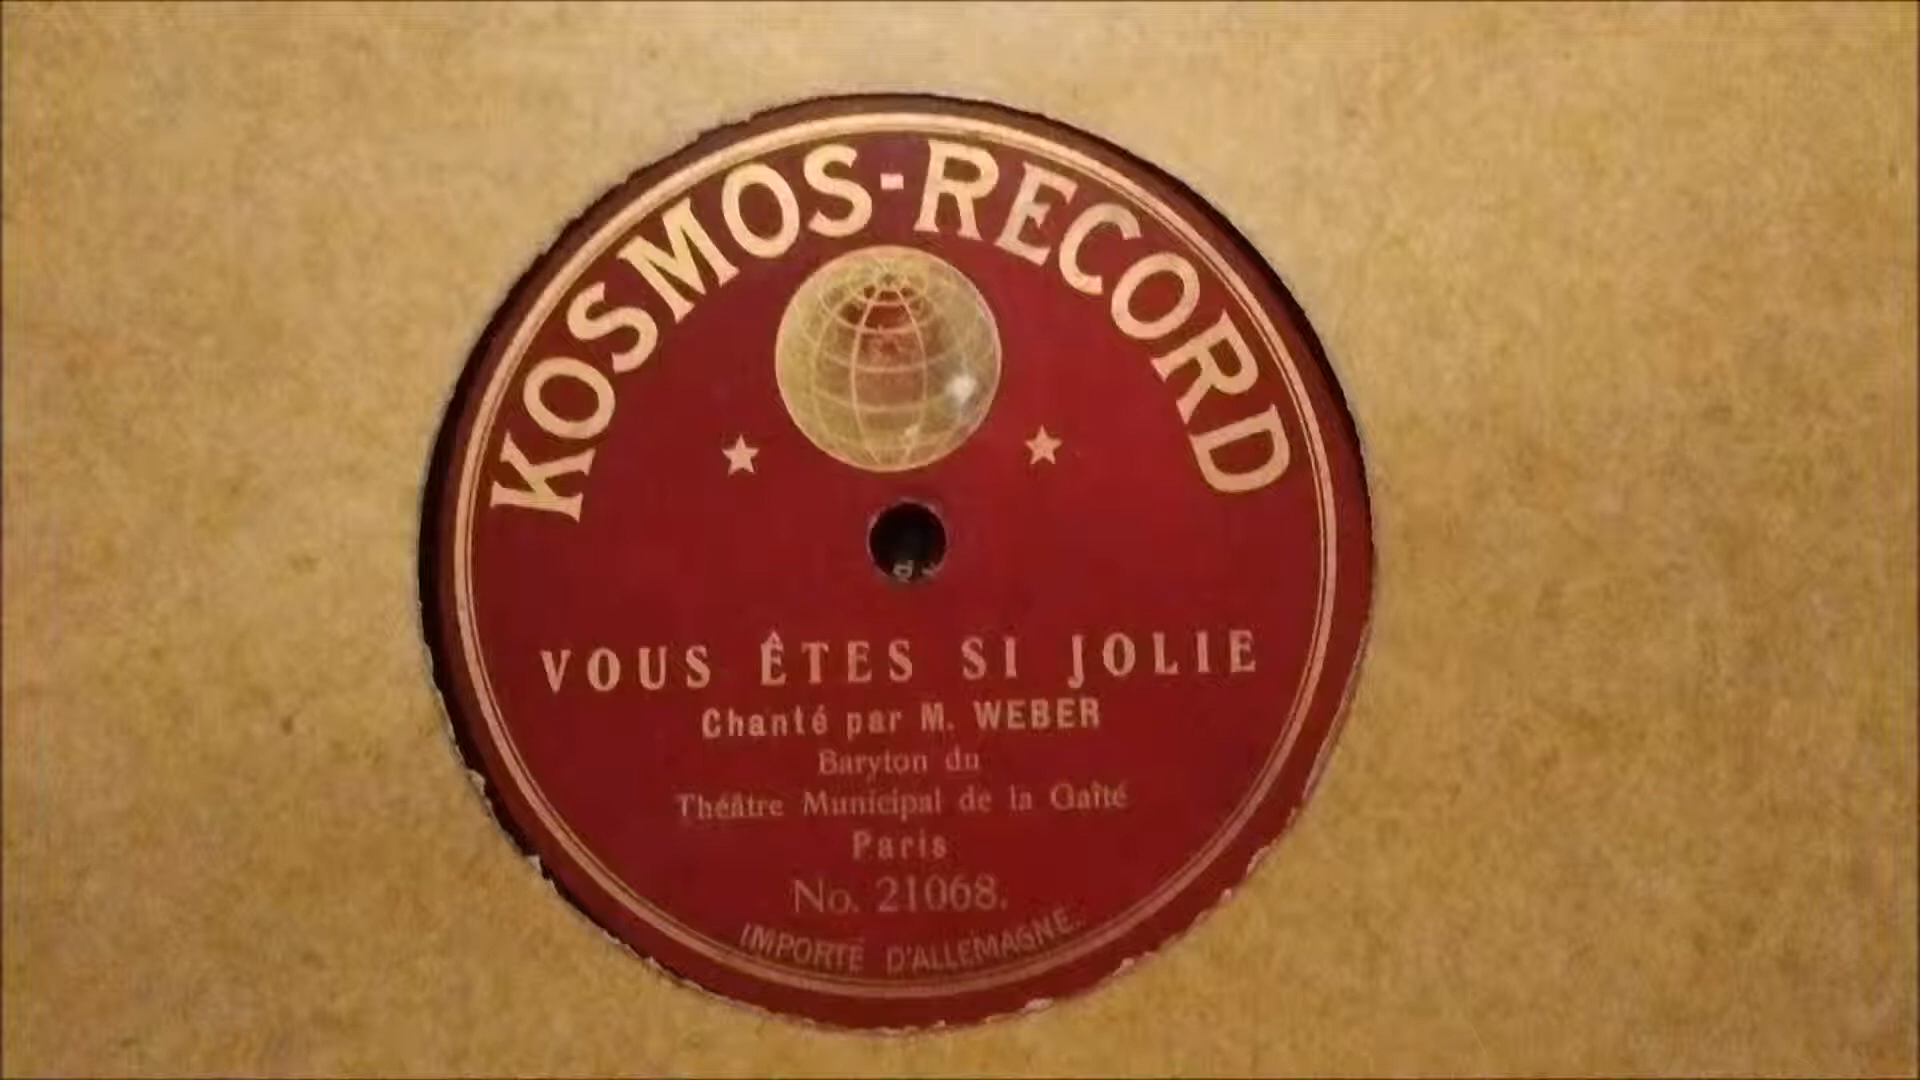 KOSMOS-RECORD
VOUS ÊTES SI JOLIE
Chanté par M. WEBER
Baryton du
Théâtre Municipal de la Gaîté
Paris
No. 21068.
IMPORTÉ D'ALLEMAGNE.